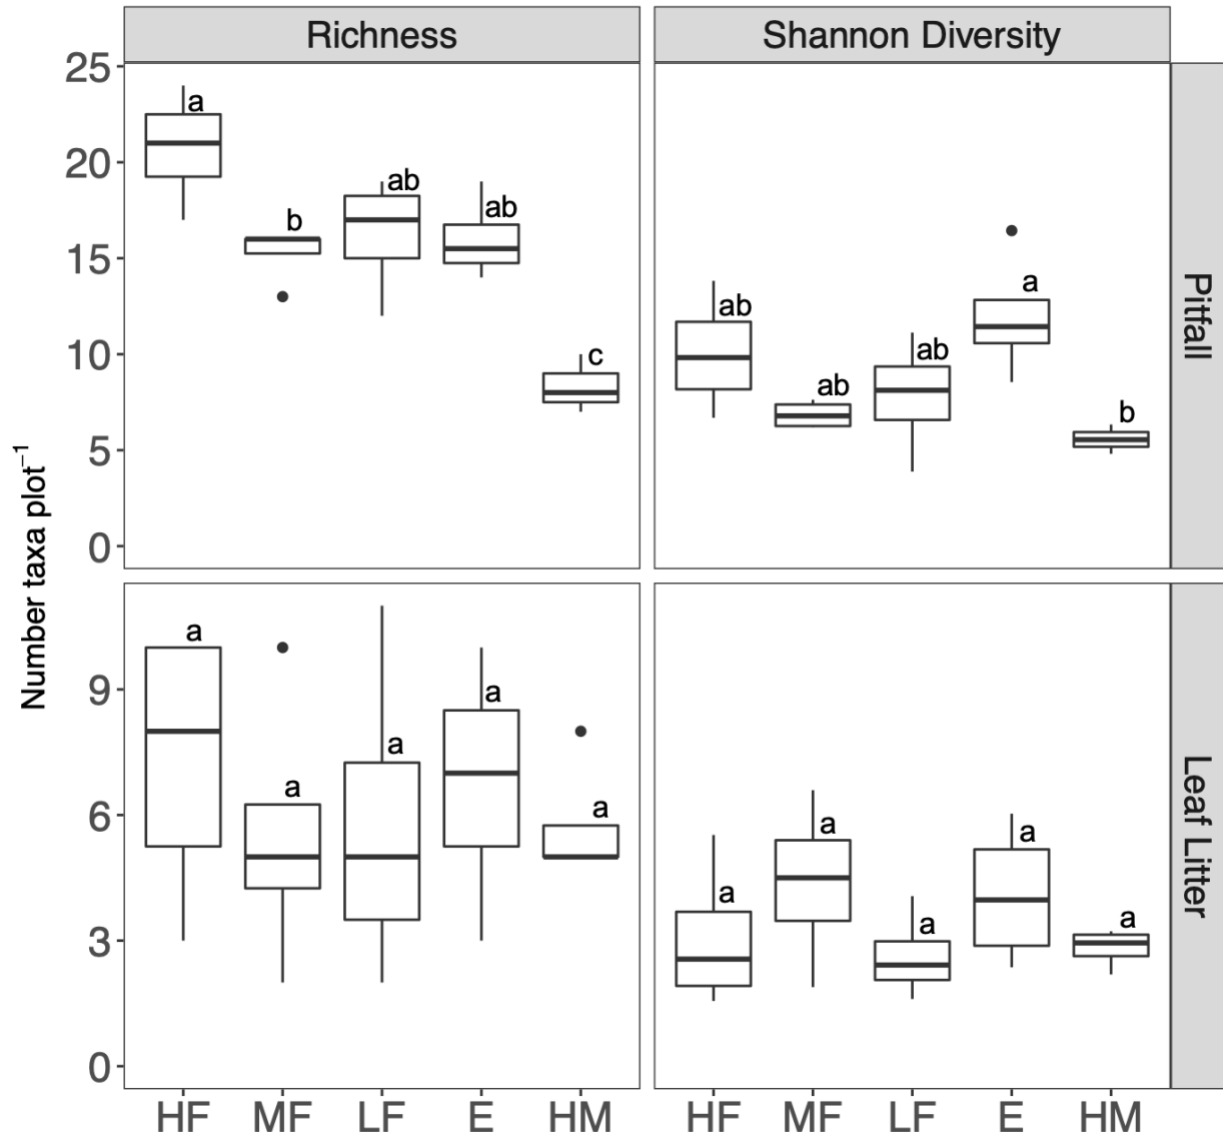 Richness Shannon Diversity
25
20
15
10
5
0
a
b
ab
ab
c
ab
ab
ab
a
b
Pitfall
Number taxa plot⁻¹
9
6
3
0
a
a
a
a
a
a
a
a
a
a
Leaf Litter
HF MF LF E HM HF MF LF E HM